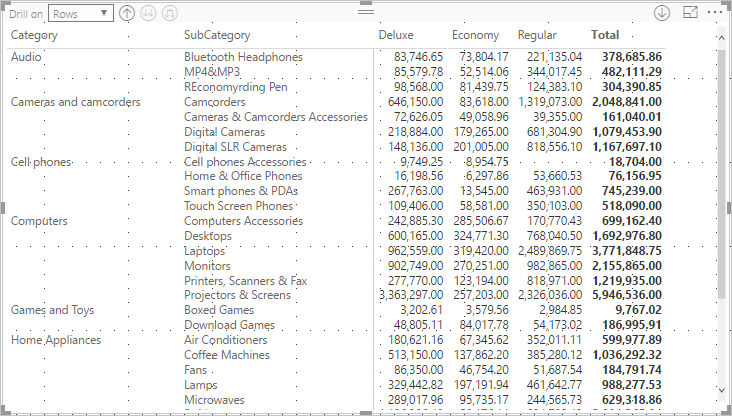 Drill on Rows
Category SubCategory Deluxe Economy Regular Total
Audio Bluetooth Headphones 83,746.65 73,804.17 221,135.04 378,685.86
MP4&MP3 85,579.78 52,514.06 344,017.45 482,111.29
REconomyrding Pen 98,568.00 81,439.75 124,383.10 304,390.85
Cameras and camcorders Camcorders 646,150.00 83,618.00 1,319,073.00 2,048,841.00
Cameras & Camcorders Accessories 72,626.05 49,058.96 39,355.00 161,040.01
Digital Cameras 218,884.00 179,265.00 681,304.90 1,079,453.90
Digital SLR Cameras 148,136.00 201,005.00 818,556.10 1,167,697.10
Cell phones Cell phones Accessories 9,749.25 8,954.75 18,704.00
Home & Office Phones 16,198.56 6,297.86 53,660.53 76,156.95
Smart phones & PDAs 267,763.00 13,545.00 463,931.00 745,239.00
Touch Screen Phones 109,406.00 58,581.00 350,103.00 518,090.00
Computers Computers Accessories 242,885.30 285,506.67 170,770.43 699,162.40
Desktops 600,165.00 324,771.30 768,040.50 1,692,976.80
Laptops 962,559.00 319,420.00 2,489,869.75 3,771,848.75
Monitors 902,749.00 270,251.00 982,865.00 2,155,865.00
Printers, Scanners & Fax 277,770.00 123,194.00 818,971.00 1,219,935.00
Projectors & Screens 3,363,297.00 257,203.00 2,326,036.00 5,946,536.00
Games and Toys Boxed Games 3,202.61 3,579.56 2,984.85 9,767.02
Download Games 48,805.11 84,017.78 54,173.02 186,995.91
Home Appliances Air Conditioners 180,621.16 67,345.62 352,011.11 599,977.89
Coffee Machines 513,150.00 137,862.20 385,280.12 1,036,292.32
Fans 86,350.00 46,754.20 51,687.54 184,791.74
Lamps 329,442.82 197,191.94 461,642.77 988,277.53
Microwaves 289,017.96 95,735.17 244,565.73 629,318.86